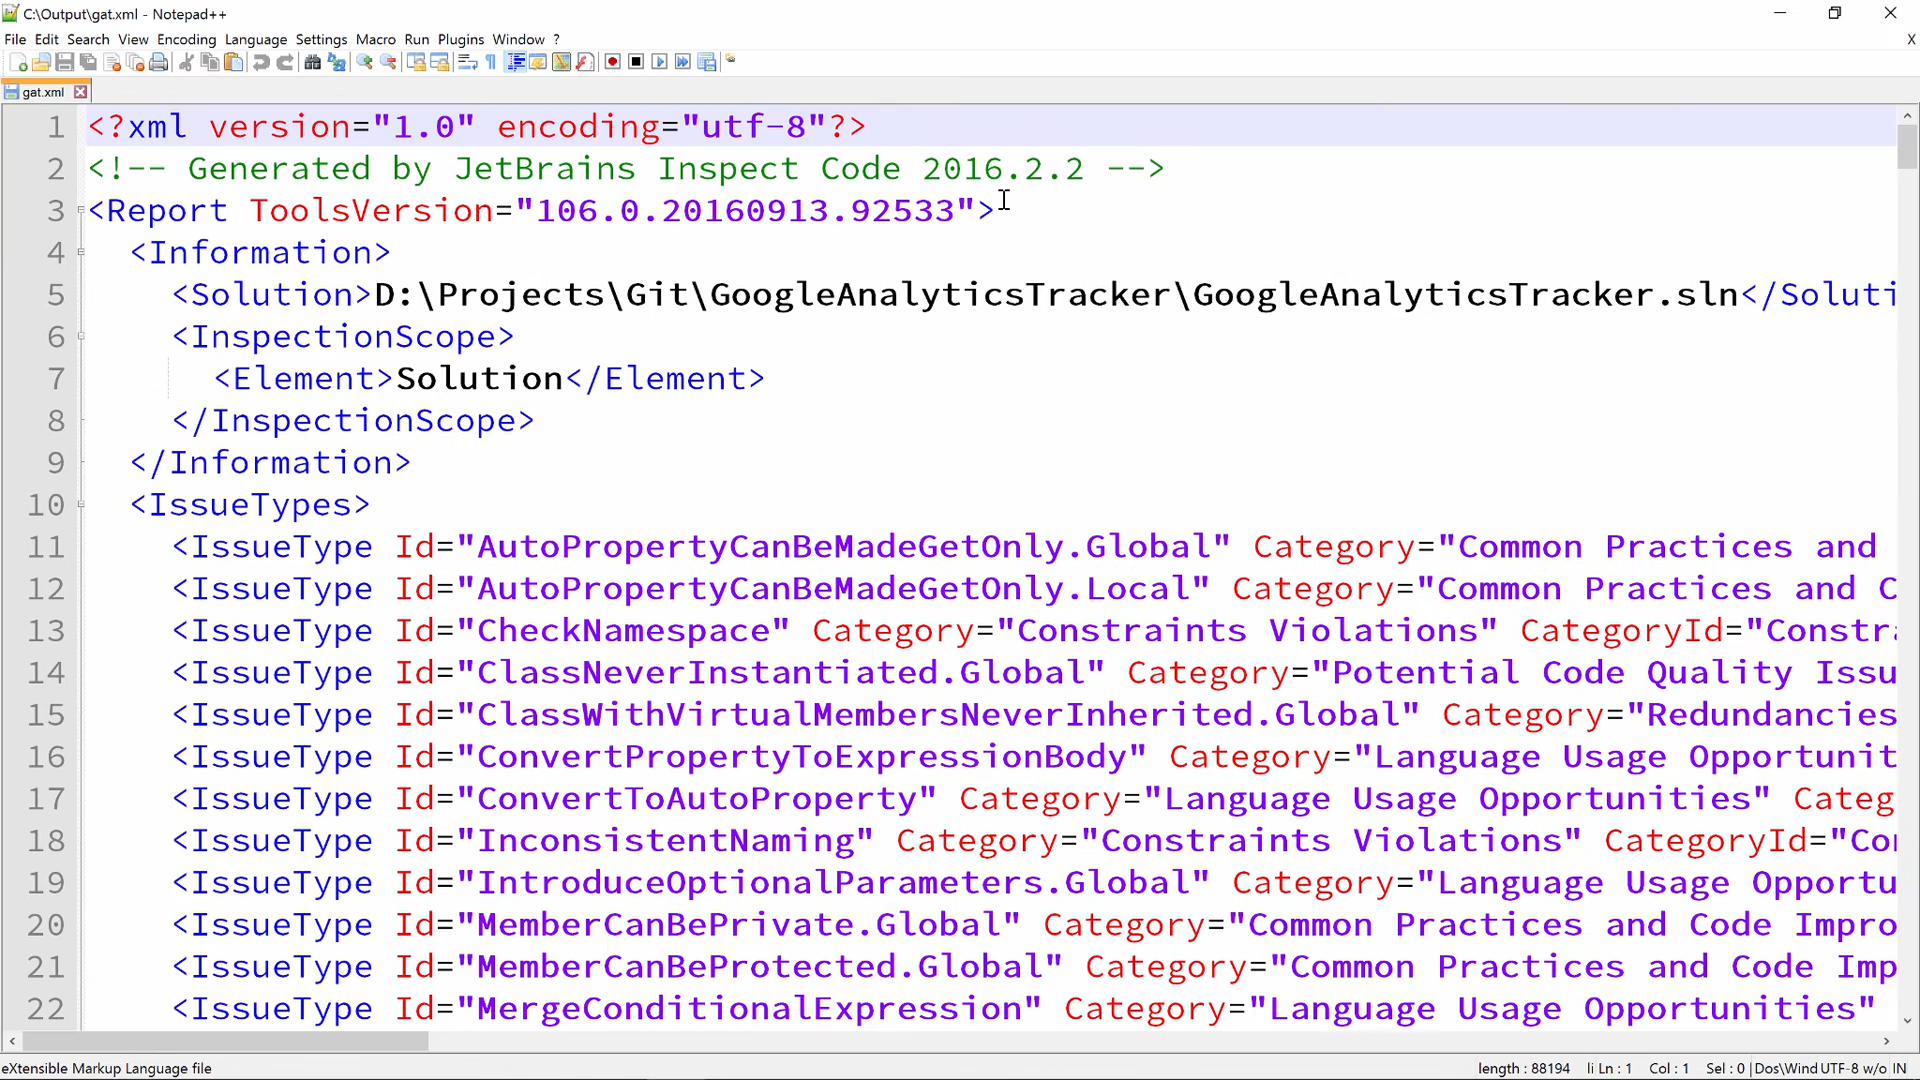 C:\Output\gat.xml - Notepad++
File Edit Search View Encoding Language Settings Macro Run Plugins Window ? X
gat.xml
1 <?xml version="1.0" encoding="utf-8"?>
2 <!-- Generated by JetBrains Inspect Code 2016.2.2 -->
3 <Report ToolsVersion="106.0.20160913.92533">
4 <Information>
5 <Solution>D:\Projects\Git\GoogleAnalyticsTracker\GoogleAnalyticsTracker.sln</Soluti
6 <InspectionScope>
7 <Element>Solution</Element>
8 </InspectionScope>
9 </Information>
10 <IssueTypes>
11 <IssueType Id="AutoPropertyCanBeMadeGetOnly.Global" Category="Common Practices and
12 <IssueType Id="AutoPropertyCanBeMadeGetOnly.Local" Category="Common Practices and C
13 <IssueType Id="CheckNamespace" Category="Constraints Violations" CategoryId="Constra
14 <IssueType Id="ClassNeverInstantiated.Global" Category="Potential Code Quality Issu
15 <IssueType Id="ClassWithVirtualMembersNeverInherited.Global" Category="Redundancies
16 <IssueType Id="ConvertPropertyToExpressionBody" Category="Language Usage Opportunit
17 <IssueType Id="ConvertToAutoProperty" Category="Language Usage Opportunities" Categ
18 <IssueType Id="InconsistentNaming" Category="Constraints Violations" CategoryId="Con
19 <IssueType Id="IntroduceOptionalParameters.Global" Category="Language Usage Opportu
20 <IssueType Id="MemberCanBePrivate.Global" Category="Common Practices and Code Impro
21 <IssueType Id="MemberCanBeProtected.Global" Category="Common Practices and Code Imp
22 <IssueType Id="MergeConditionalExpression" Category="Language Usage Opportunities"
eXtensible Markup Language file length : 88194 li Ln : 1 Col : 1 Sel : 0 | Dos\Wind UTF-8 w/o IN